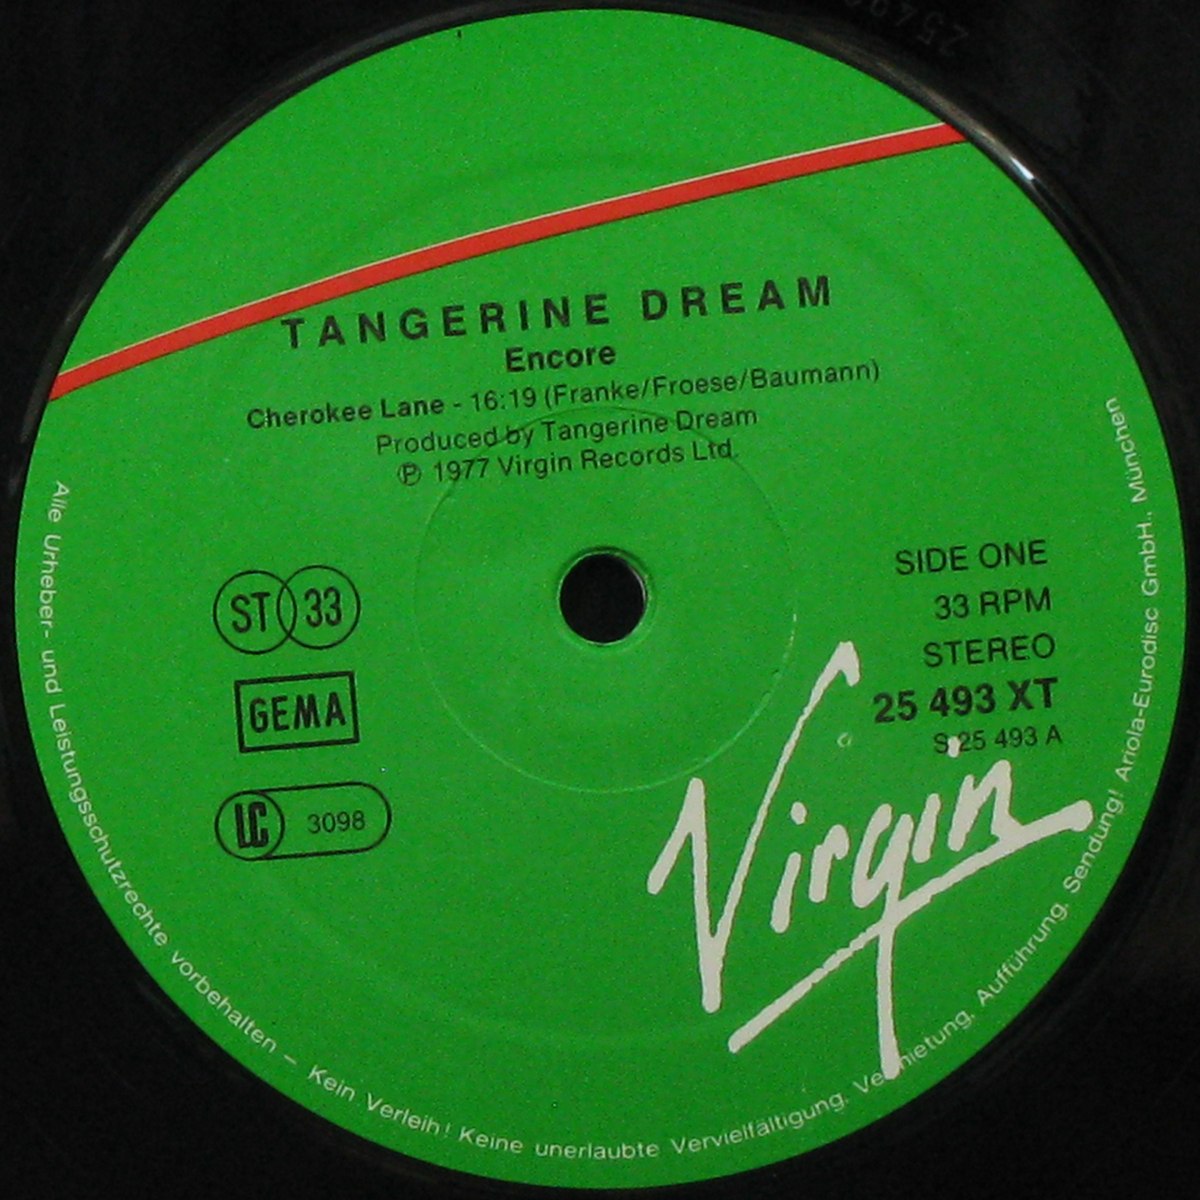 TANGERINE DREAM
Encore
Cherokee Lane - 16:19 (Franke/Froese/Baumann)
Produced by Tangerine Dream
℗ 1977 Virgin Records Ltd.
ST 33
GEMA
LC 3098
SIDE ONE
33 RPM
STEREO
25 493 XT
S 25 493 A
Virgin
Alle Urheber- und Leistungsschutzrechte vorbehalten – Kein Verleih! Keine unerlaubte Vervielfältigung, Vermietung, Aufführung, Sendung! Ariola-Eurodisc GmbH., München